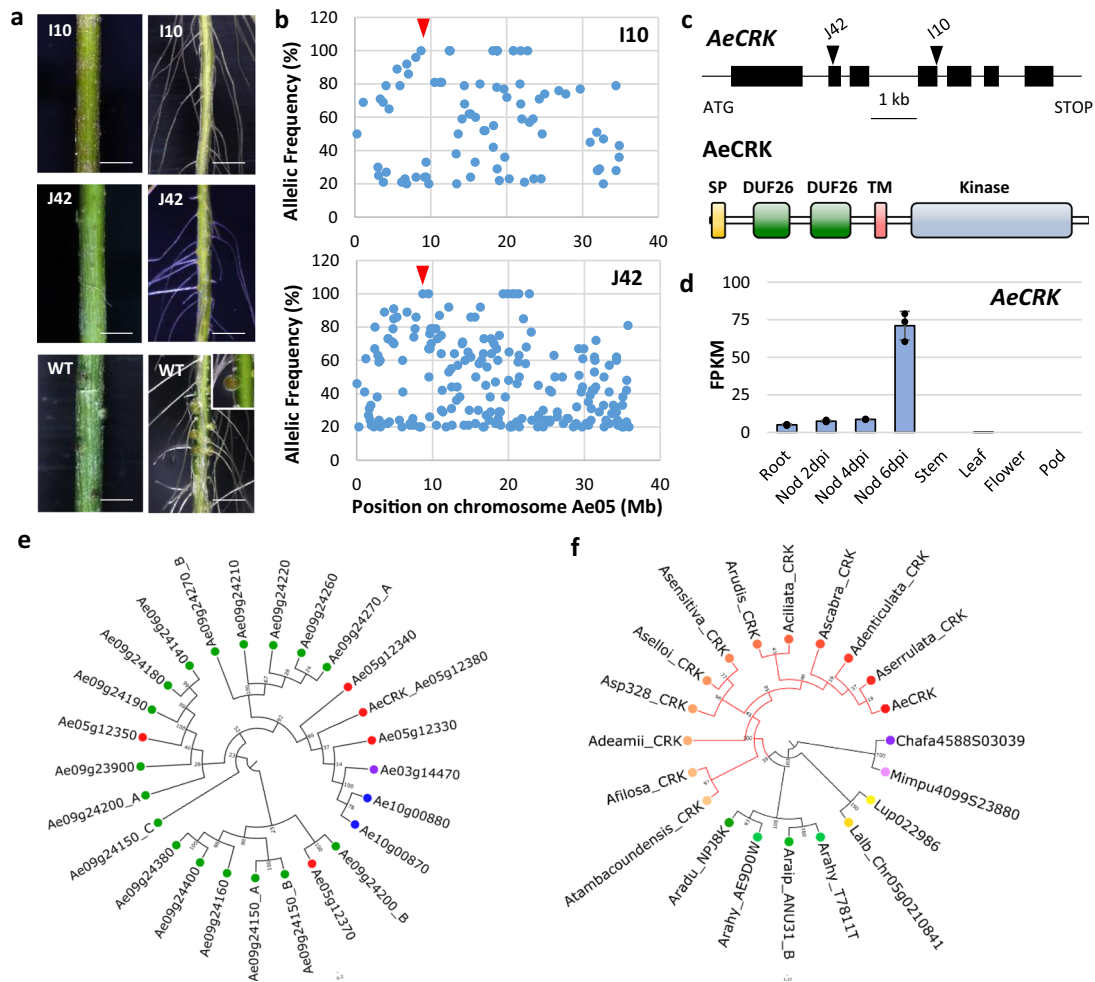 a
I10
I10
J42
J42
WT
WT
b
I10
Allelic Frequency (%)
120
100
80
60
40
20
0
0 10 20 30 40
J42
Allelic Frequency (%)
120
100
80
60
40
20
0
0 10 20 30 40
Position on chromosome Ae05 (Mb)
c
AeCRK
J42
I10
ATG
1 kb
STOP
AeCRK
SP
DUF26
DUF26
TM
Kinase
d
AeCRK
FPKM
100
75
50
25
0
Root
Nod 2dpi
Nod 4dpi
Nod 6dpi
Stem
Leaf
Flower
Pod
e
Ae09g24270_B
Ae09g24210
Ae09g24220
Ae09g24260
Ae09g24270_A
Ae05g12340
AeCRK_Ae05g12380
Ae05g12330
Ae03g14470
Ae10g00880
Ae10g00870
Ae09g24200_B
Ae05g12370
Ae09g24150_B
Ae09g24150_A
Ae09g24160
Ae09g24400
Ae09g24380
Ae09g24150_C
Ae09g24200_A
Ae09g23900
Ae05g12350
Ae09g24190
Ae09g24180
Ae09g24140
f
Asensitiva_CRK
Arudis_CRK
Aciliata_CRK
Ascabra_CRK
Adenticulata_CRK
Aserrulata_CRK
AeCRK
Chafa4588S03039
Mimpu4099S23880
Lup022986
Lalb_Chr05g0210841
Arahy_T7811T
Araip_ANU31_B
Arahy_AE9D0W
Aradu_NPJ8K
Atambacoundensis_CRK
Afilosa_CRK
Adeamii_CRK
Asp328_CRK
Aselloi_CRK